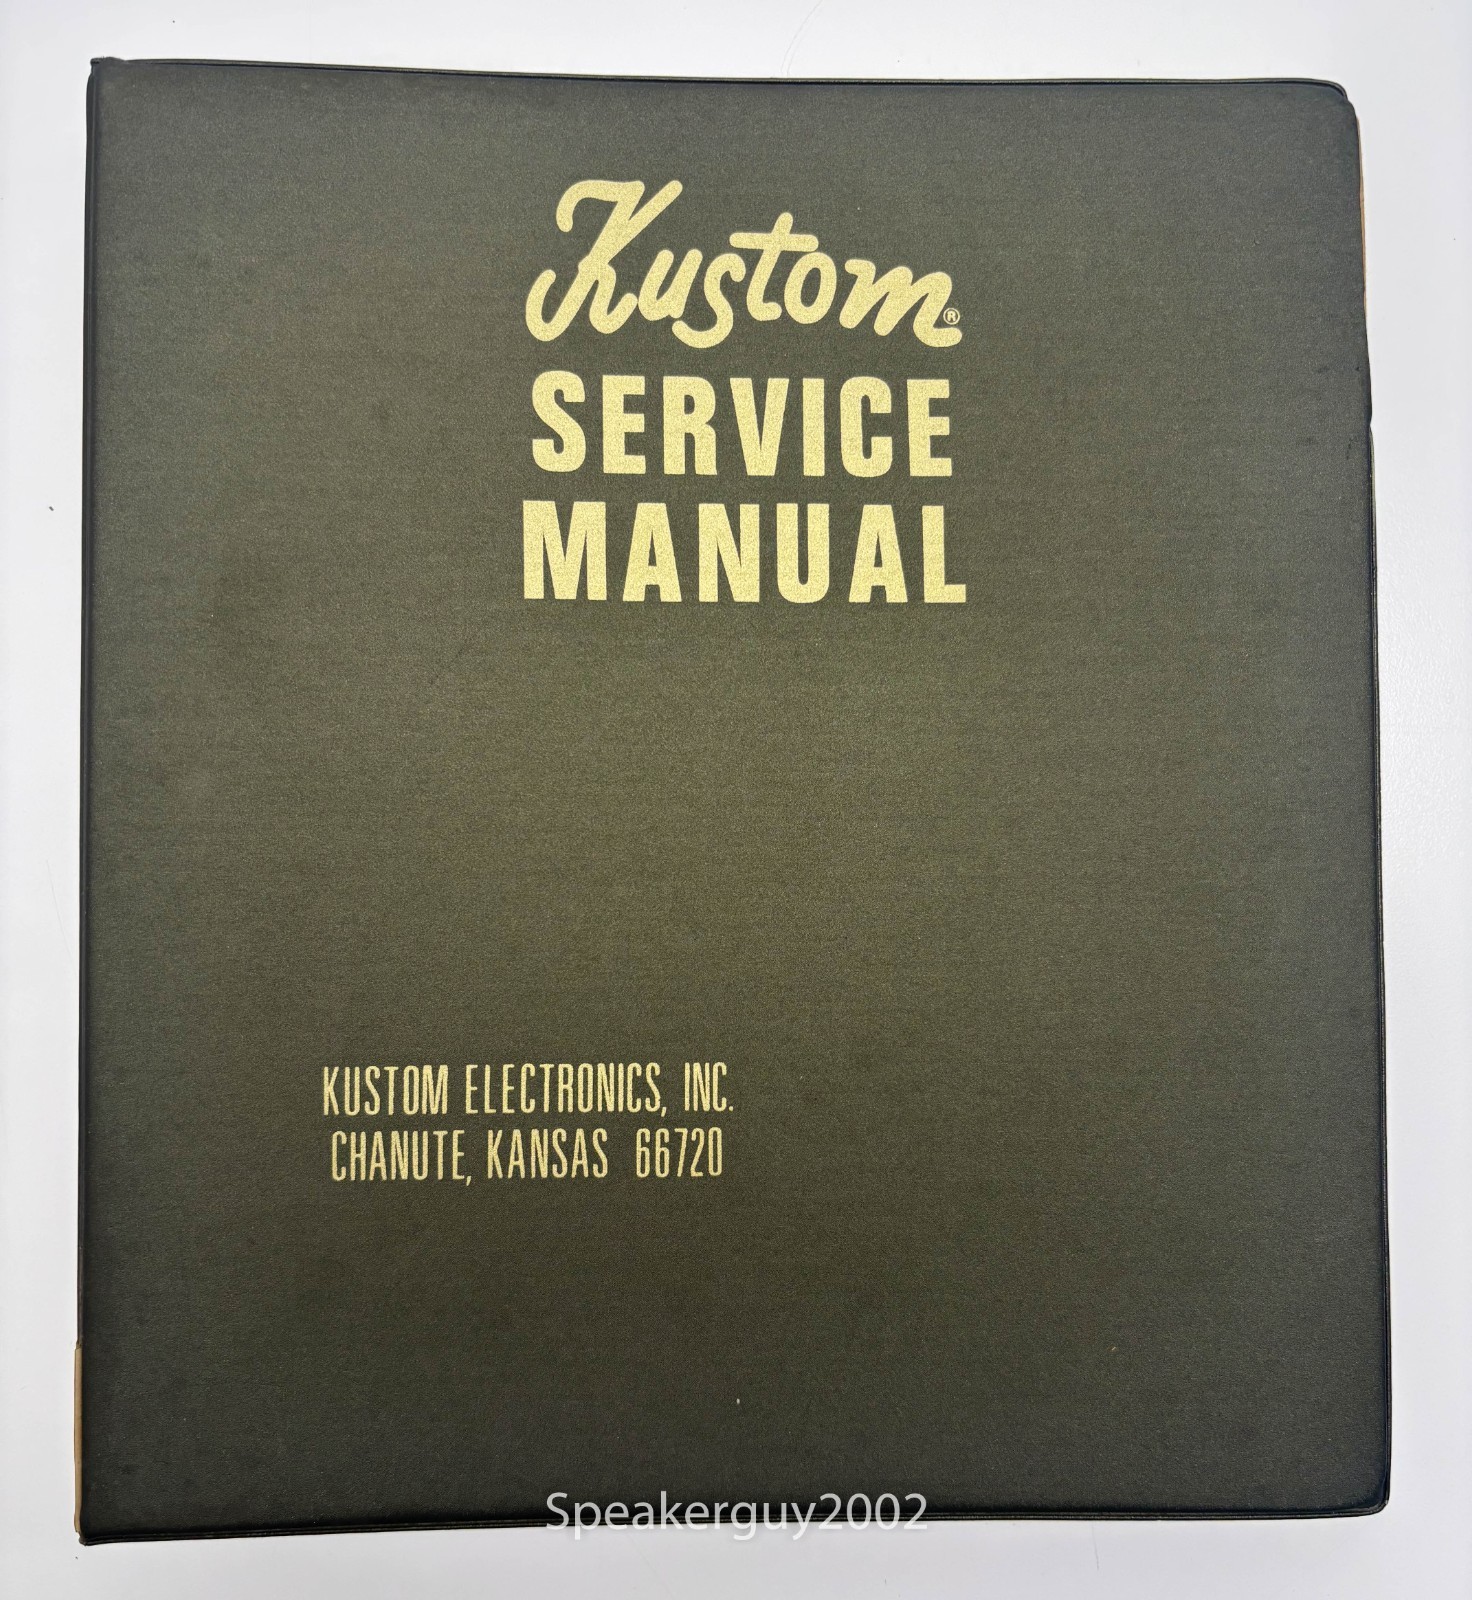 Kustom®
SERVICE
MANUAL
KUSTOM ELECTRONICS, INC.
CHANUTE, KANSAS 66720
Speakerguy2002